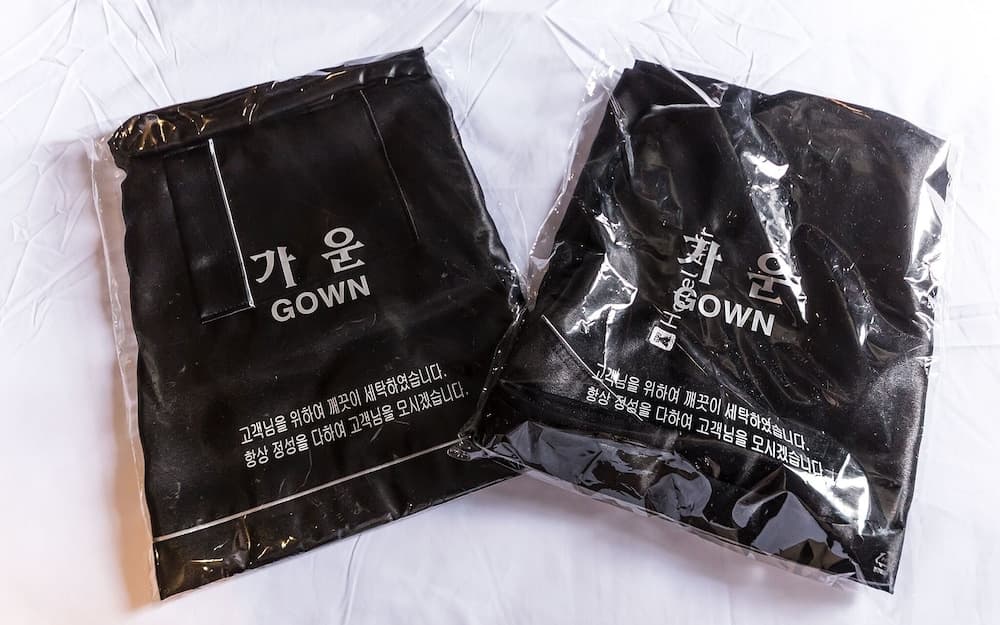 가운
GOWN
고객님을 위하여 깨끗이 세탁하였습니다.
항상 정성을 다하여 고객님을 모시겠습니다.
가운
GOWN
Hotel
고객님을 위하여 깨끗이 세탁하였습니다.
항상 정성을 다하여 고객님을 모시겠습니다.